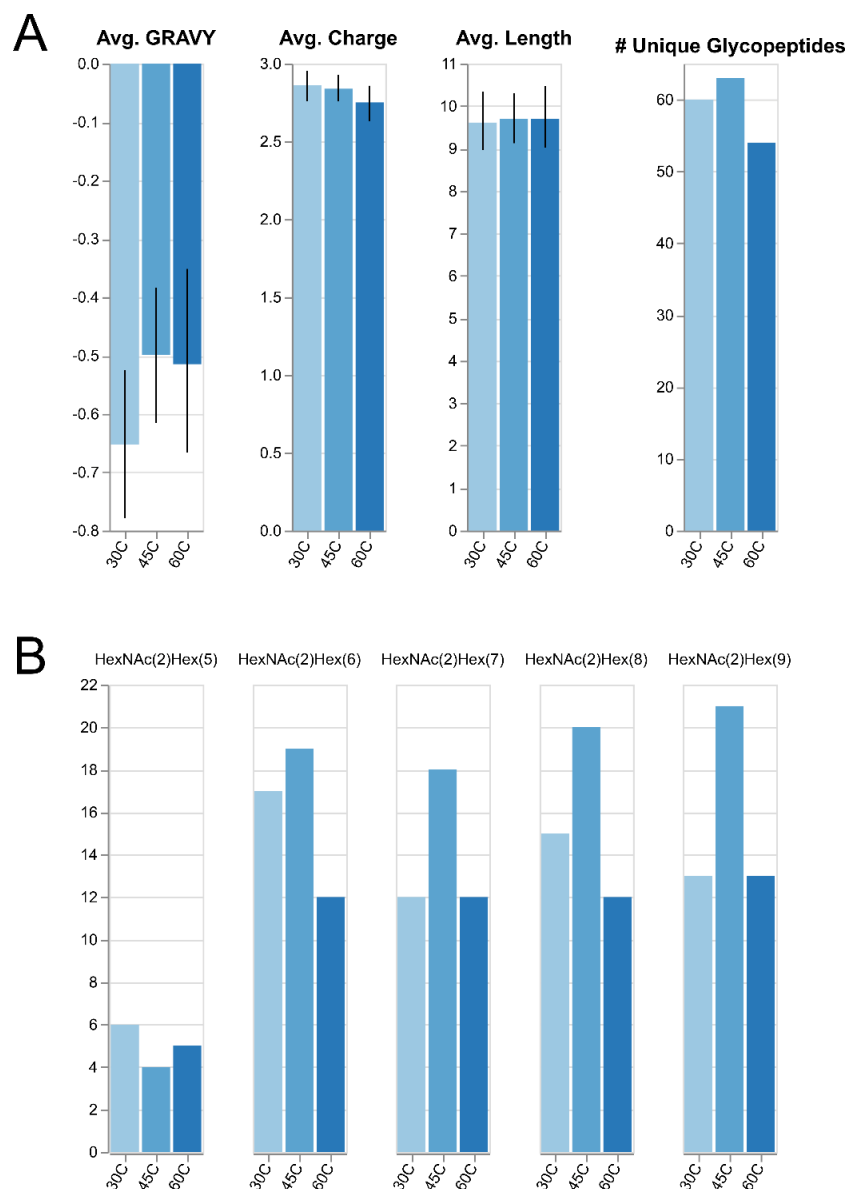 A
Avg. GRAVY
Avg. Charge
Avg. Length
# Unique Glycopeptides
0.0
-0.1
-0.2
-0.3
-0.4
-0.5
-0.6
-0.7
-0.8
30C
45C
60C
3.0
2.5
2.0
1.5
1.0
0.5
0.0
30C
45C
60C
11
10
9
8
7
6
5
4
3
2
1
0
30C
45C
60C
60
50
40
30
20
10
0
30C
45C
60C
B
HexNAc(2)Hex(5)
HexNAc(2)Hex(6)
HexNAc(2)Hex(7)
HexNAc(2)Hex(8)
HexNAc(2)Hex(9)
22
20
18
16
14
12
10
8
6
4
2
0
30C
45C
60C
30C
45C
60C
30C
45C
60C
30C
45C
60C
30C
45C
60C